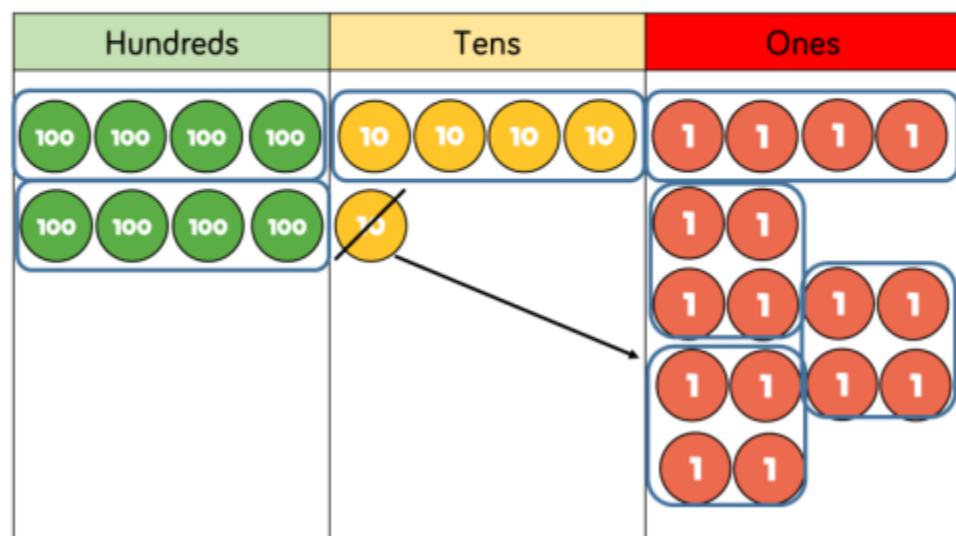 Hundreds Tens Ones
100 100 100 100 10 10 10 10 1 1 1 1
100 100 100 100 10 1 1
1 1 1 1
1 1 1 1
1 1